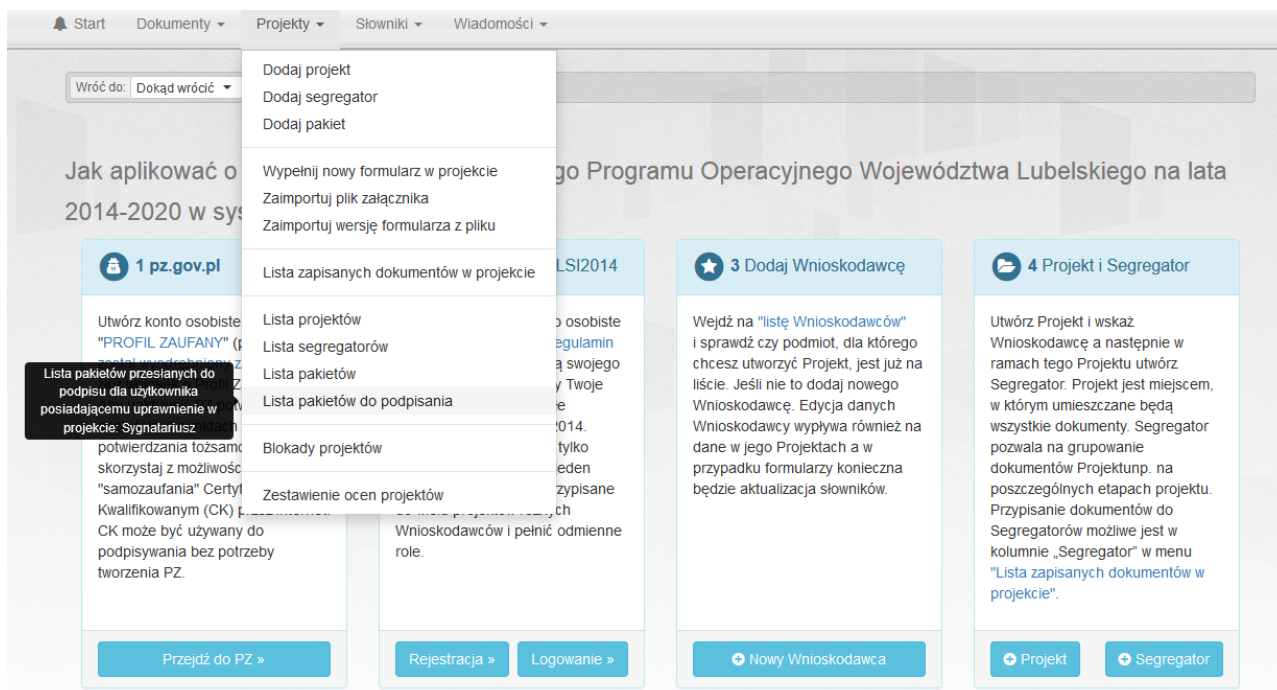 Start Dokumenty Projekty Słowniki Wiadomości
Wróć do: Dokąd wrócić
Dodaj projekt
Dodaj segregator
Dodaj pakiet
Wypełnij nowy formularz w projekcie
Zaimportuj plik załącznika
Zaimportuj wersję formularza z pliku
Lista zapisanych dokumentów w projekcie
Lista projektów
Lista segregatorów
Lista pakietów
Lista pakietów do podpisania
Blokady projektów
Zestawienie ocen projektów
Lista pakietów przesłanych do
podpisu dla użytkownika
posiadającemu uprawnienie w
projekcie: Sygnatariusz
Jak aplikować o go Programu Operacyjnego Województwa Lubelskiego na lata
2014-2020 w
1 pz.gov.pl
Utwórz konto osobiste
"PROFIL ZAUFANY"
potwierdzania
skorzystaj z
"samozaufania"
Kwalifikowanym (CK)
CK może być używany do
podpisywania bez potrzeby
tworzenia PZ.
Przejdź do PZ »
LSI2014
osobiste
swojego
Twoje
2014.
tylko
Wnioskodawców i pełnić odmienne
role.
Rejestracja » Logowanie »
3 Dodaj Wnioskodawcę
Wejdź na "listę Wnioskodawców"
i sprawdź czy podmiot, dla którego
chcesz utworzyć Projekt, jest już na
liście. Jeśli nie to dodaj nowego
Wnioskodawcę. Edycja danych
Wnioskodawcy wypływa również na
dane w jego Projektach a w
przypadku formularzy konieczna
będzie aktualizacja słowników.
Nowy Wnioskodawca
4 Projekt i Segregator
Utwórz Projekt i wskaż
Wnioskodawcę a następnie w
ramach tego Projektu utwórz
Segregator. Projekt jest miejscem,
w którym umieszczane będą
wszystkie dokumenty. Segregator
pozwala na grupowanie
dokumentów Projektunp. na
poszczególnych etapach projektu.
Przypisanie dokumentów do
Segregatorów możliwe jest w
kolumnie „Segregator" w menu
"Lista zapisanych dokumentów w
projekcie".
Projekt Segregator